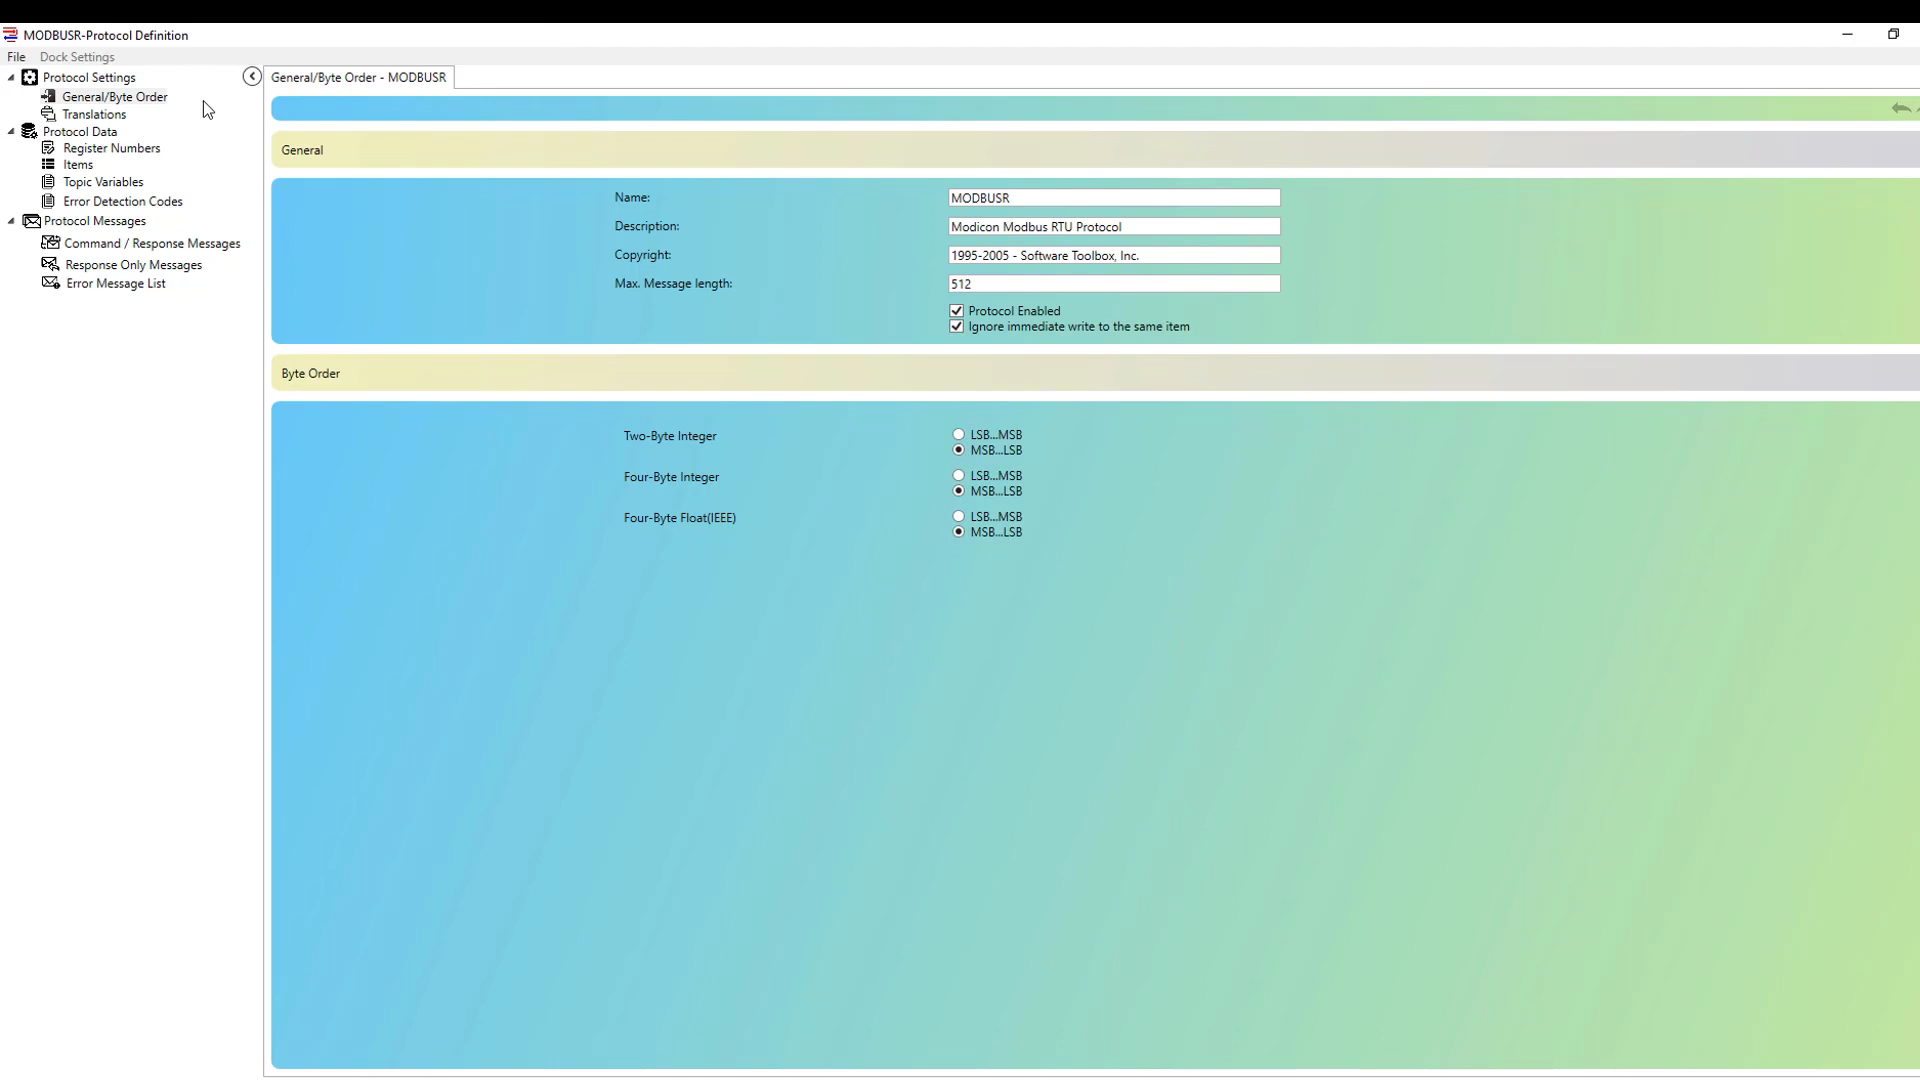 MODBUSR-Protocol Definition
File Dock Settings
Protocol Settings
General/Byte Order
Translations
Protocol Data
Register Numbers
Items
Topic Variables
Error Detection Codes
Protocol Messages
Command / Response Messages
Response Only Messages
Error Message List
General/Byte Order - MODBUSR
General
Name: MODBUSR
Description: Modicon Modbus RTU Protocol
Copyright: 1995-2005 - Software Toolbox, Inc.
Max. Message length: 512
Protocol Enabled
Ignore immediate write to the same item
Byte Order
Two-Byte Integer LSB...MSB
MSB...LSB
Four-Byte Integer LSB...MSB
MSB...LSB
Four-Byte Float(IEEE) LSB...MSB
MSB...LSB